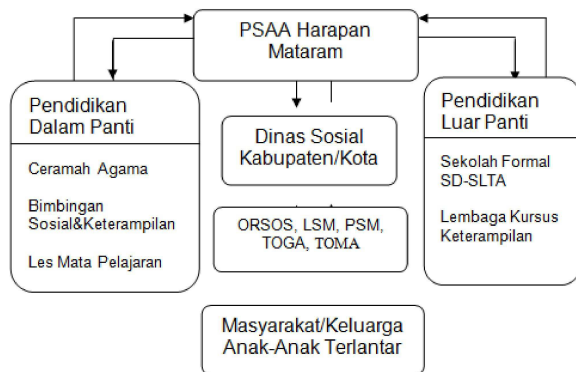 PSAA Harapan
Mataram
Pendidikan
Dalam Panti
Ceramah Agama
Bimbingan
Sosial&Keterampilan
Les Mata Pelajaran
Dinas Sosial
Kabupaten/Kota
ORSOS, LSM, PSM,
TOGA, TOMA
Masyarakat/Keluarga
Anak-Anak Terlantar
Pendidikan
Luar Panti
Sekolah Formal
SD-SLTA
Lembaga Kursus
Keterampilan